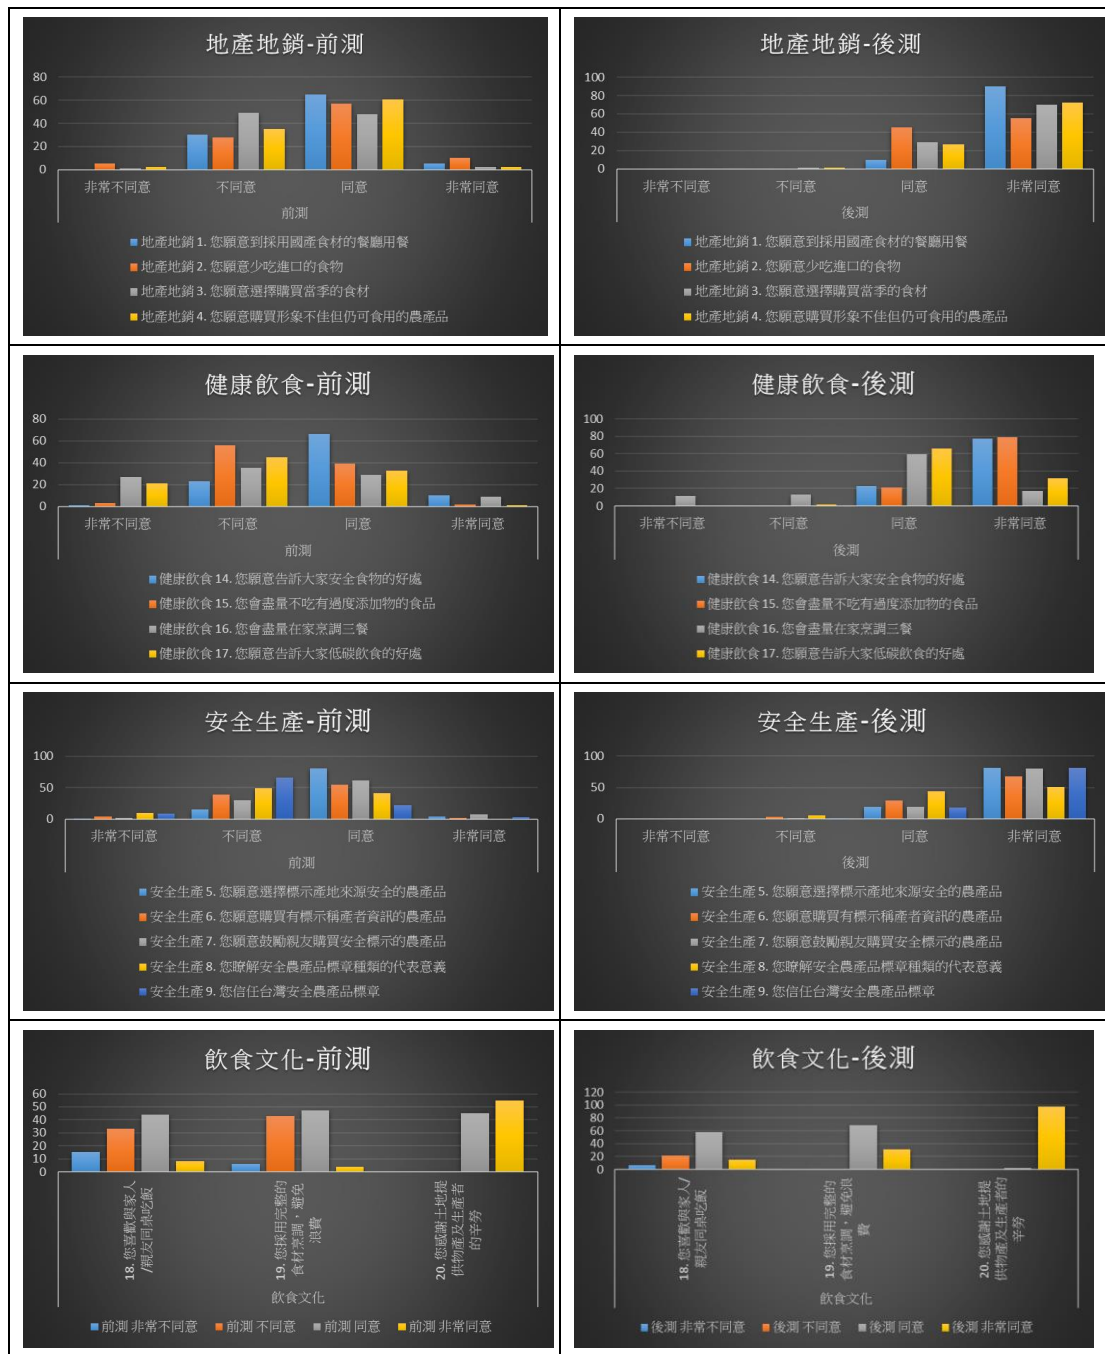 地產地銷-前測
80
60
40
20
0
非常不同意 不同意 同意 非常同意
前測
地產地銷 1. 您願意到採用國產食材的餐廳用餐
地產地銷 2. 您願意少吃進口的食物
地產地銷 3. 您願意選擇購買當季的食材
地產地銷 4. 您願意購買形象不佳但仍可食用的農產品
地產地銷-後測
100
80
60
40
20
0
非常不同意 不同意 同意 非常同意
後測
地產地銷 1. 您願意到採用國產食材的餐廳用餐
地產地銷 2. 您願意少吃進口的食物
地產地銷 3. 您願意選擇購買當季的食材
地產地銷 4. 您願意購買形象不佳但仍可食用的農產品
健康飲食-前測
80
60
40
20
0
非常不同意 不同意 同意 非常同意
前測
健康飲食 14. 您願意告訴大家安全食物的好處
健康飲食 15. 您會盡量不吃有過度添加物的食品
健康飲食 16. 您會盡量在家烹調三餐
健康飲食 17. 您願意告訴大家低碳飲食的好處
健康飲食-後測
100
80
60
40
20
0
非常不同意 不同意 同意 非常同意
後測
健康飲食 14. 您願意告訴大家安全食物的好處
健康飲食 15. 您會盡量不吃有過度添加物的食品
健康飲食 16. 您會盡量在家烹調三餐
健康飲食 17. 您願意告訴大家低碳飲食的好處
安全生產-前測
100
50
0
非常不同意 不同意 同意 非常同意
前測
安全生產 5. 您願意選擇標示產地來源安全的農產品
安全生產 6. 您願意購買有標示稱產者資訊的農產品
安全生產 7. 您願意鼓勵親友購買安全標示的農產品
安全生產 8. 您瞭解安全農產品標章種類的代表意義
安全生產 9. 您信任台灣安全農產品標章
安全生產-後測
100
50
0
非常不同意 不同意 同意 非常同意
後測
安全生產 5. 您願意選擇標示產地來源安全的農產品
安全生產 6. 您願意購買有標示稱產者資訊的農產品
安全生產 7. 您願意鼓勵親友購買安全標示的農產品
安全生產 8. 您瞭解安全農產品標章種類的代表意義
安全生產 9. 您信任台灣安全農產品標章
飲食文化-前測
60
50
40
30
20
10
0
18. 您喜歡與家人
/親友同桌吃飯
19. 您採用完整的
食材烹調，避免
浪費
20. 您感謝土地提
供物產及生產者
的辛勞
飲食文化
前測 非常不同意 前測 不同意 前測 同意 前測 非常同意
飲食文化-後測
120
100
80
60
40
20
0
18. 您喜歡與家人/
親友同桌吃飯
19. 您採用完整的
食材烹調，避免浪
費
20. 您感謝土地提
供物產及生產者的
辛勞
飲食文化
後測 非常不同意 後測 不同意 後測 同意 後測 非常同意